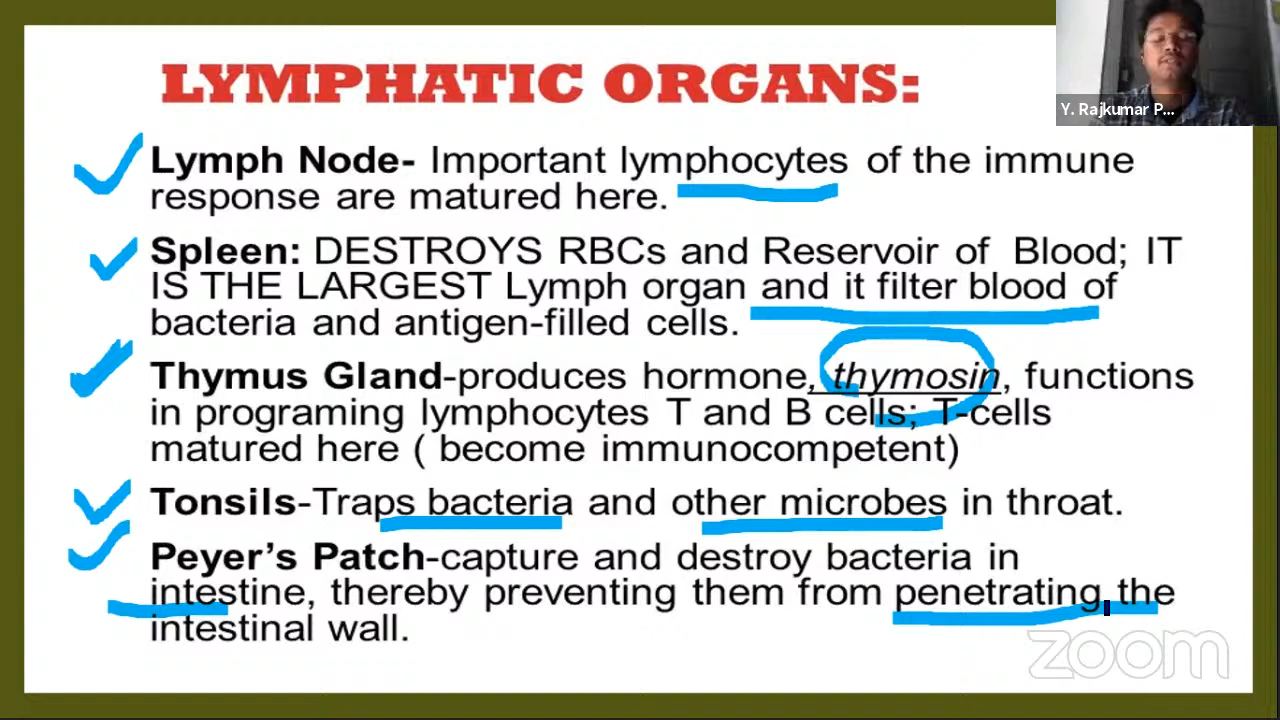 LYMPHATIC ORGANS:
Y. Rajkumar P...
Lymph Node- Important lymphocytes of the immune
response are matured here.
Spleen: DESTROYS RBCs and Reservoir of Blood; IT
IS THE LARGEST Lymph organ and it filter blood of
bacteria and antigen-filled cells.
Thymus Gland-produces hormone, thymosin, functions
in programing lymphocytes T and B cells; T-cells
matured here ( become immunocompetent)
Tonsils-Traps bacteria and other microbes in throat.
Peyer’s Patch-capture and destroy bacteria in
intestine, thereby preventing them from penetrating the
intestinal wall.
zoom